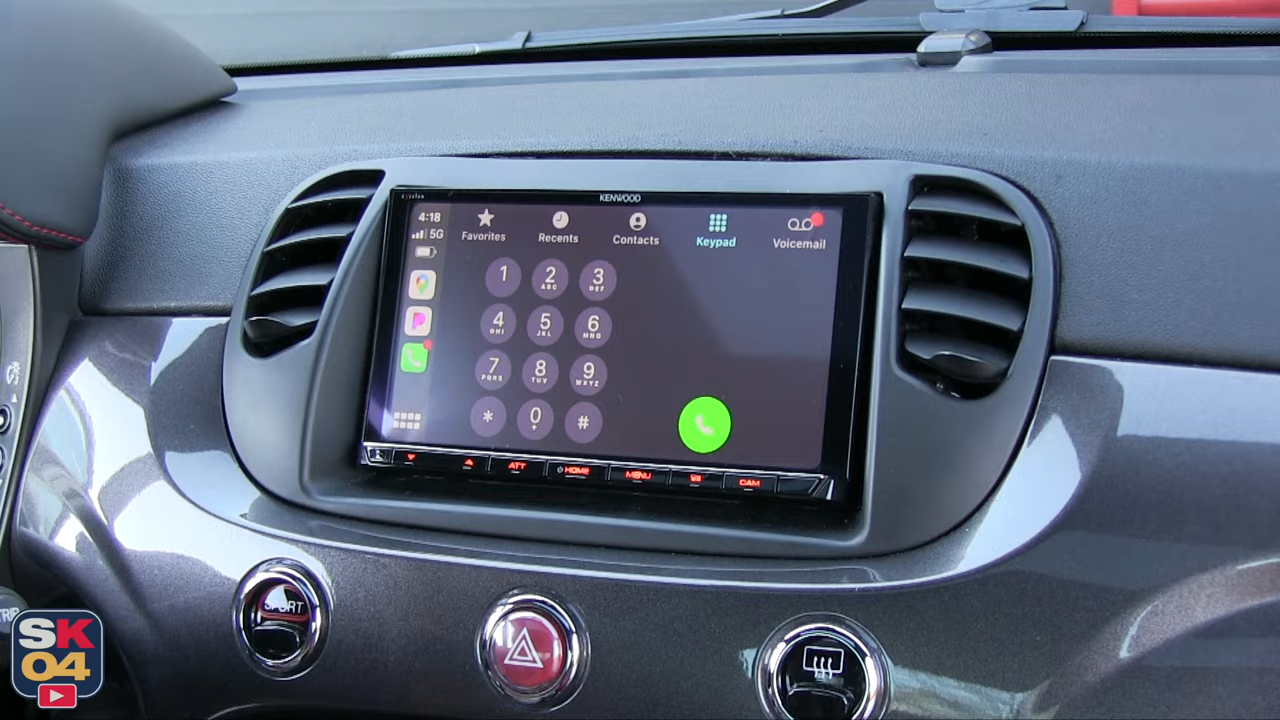 KENWOOD
4:18
5G
Favorites
Recents
Contacts
Keypad
Voicemail
1
2
ABC
3
DEF
4
GHI
5
JKL
6
MNO
7
PQRS
8
TUV
9
WXYZ
*
0
+
#
ATT
HOME
MENU
CAM
SPORT
TRIP
SK
04